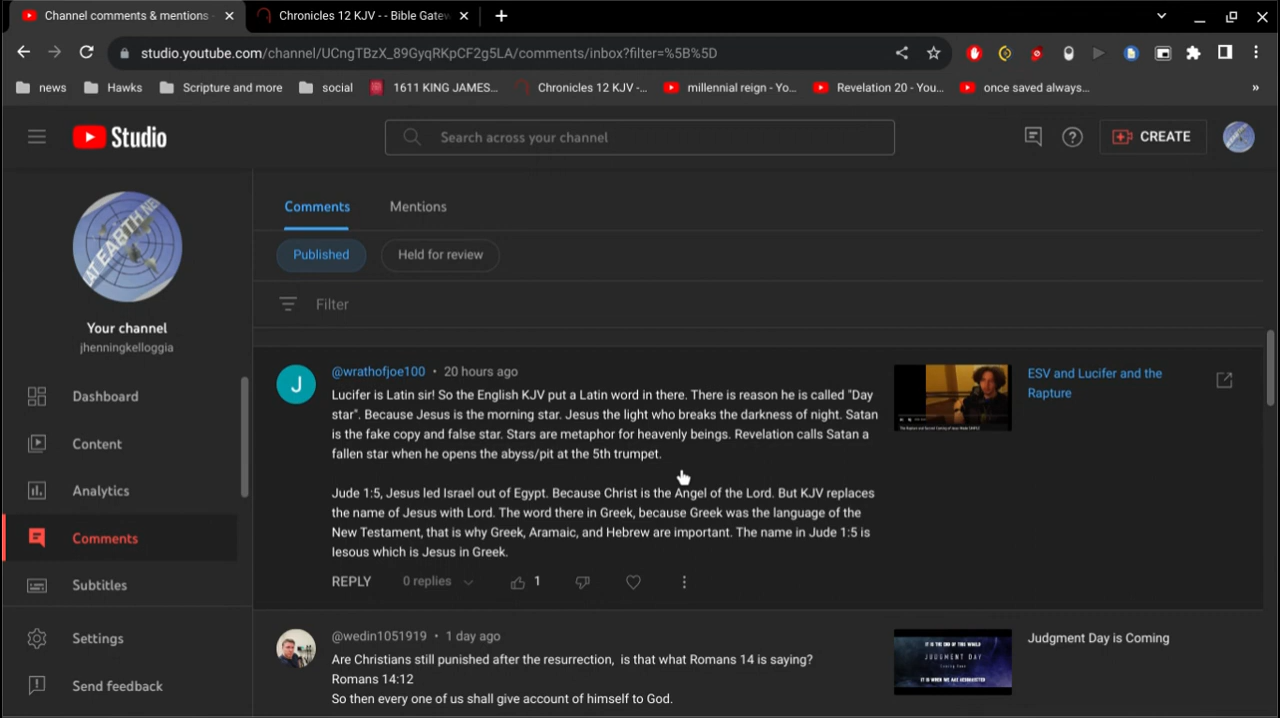 Channel comments & mentions
Chronicles 12 KJV - - Bible Gatew
studio.youtube.com/channel/UCngTBzX_89GyqRKpCF2g5LA/comments/inbox?filter=%5B%5D
news
Hawks
Scripture and more
social
1611 KING JAMES...
Chronicles 12 KJV -...
millennial reign - Yo...
Revelation 20 - You...
once saved always...
»
Studio
Search across your channel
CREATE
LAT EARTH NE
Your channel
jhenningkelloggia
Dashboard
Content
Analytics
Comments
Subtitles
Settings
Send feedback
Comments
Mentions
Published
Held for review
Filter
J
@wrathofjoe100 • 20 hours ago
Lucifer is Latin sir! So the English KJV put a Latin word in there. There is reason he is called "Day
star". Because Jesus is the morning star. Jesus the light who breaks the darkness of night. Satan
is the fake copy and false star. Stars are metaphor for heavenly beings. Revelation calls Satan a
fallen star when he opens the abyss/pit at the 5th trumpet.
Jude 1:5, Jesus led Israel out of Egypt. Because Christ is the Angel of the Lord. But KJV replaces
the name of Jesus with Lord. The word there in Greek, because Greek was the language of the
New Testament, that is why Greek, Aramaic, and Hebrew are important. The name in Jude 1:5 is
Iesous which is Jesus in Greek.
REPLY
0 replies
1
ESV and Lucifer and the
Rapture
@wedin1051919 • 1 day ago
Are Christians still punished after the resurrection, is that what Romans 14 is saying?
Romans 14:12
So then every one of us shall give account of himself to God.
IT IS THE END OF THIS WORLD
JUDGMENT DAY
Judgment Day is Coming